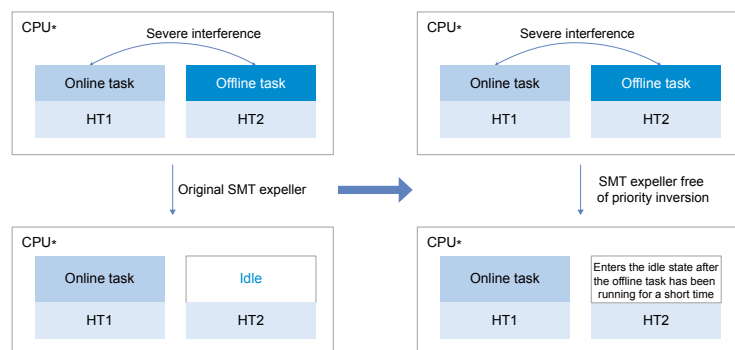 CPU*
Severe interference
Online task
Offline task
HT1
HT2
CPU*
Severe interference
Online task
Offline task
HT1
HT2
Original SMT expeller
SMT expeller free
of priority inversion
CPU*
Online task
Idle
HT1
HT2
CPU*
Online task
Enters the idle state after
the offline task has been
running for a short time
HT1
HT2